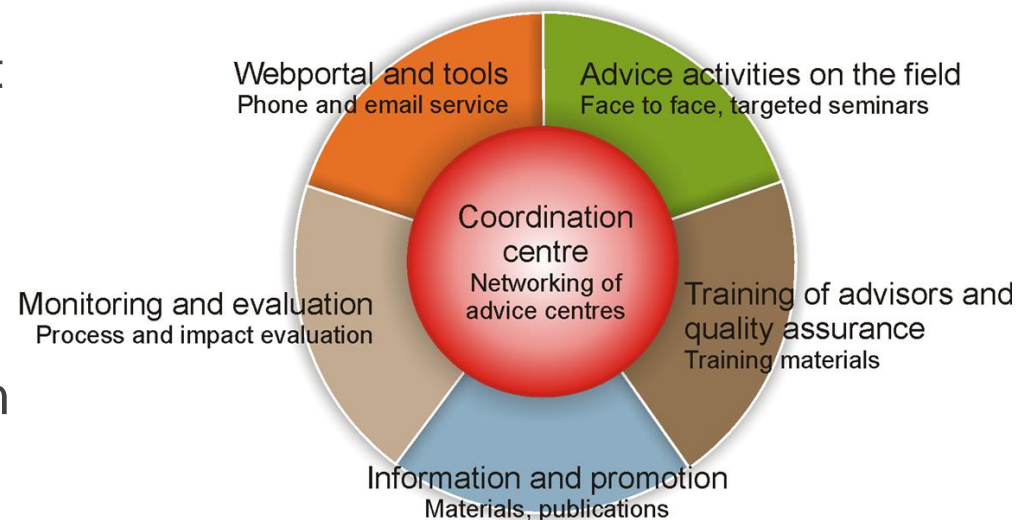 Webportal and tools
Phone and email service
Advice activities on the field
Face to face, targeted seminars
Coordination
centre
Networking of
advice centres
Training of advisors and
quality assurance
Training materials
Monitoring and evaluation
Process and impact evaluation
Information and promotion
Materials, publications